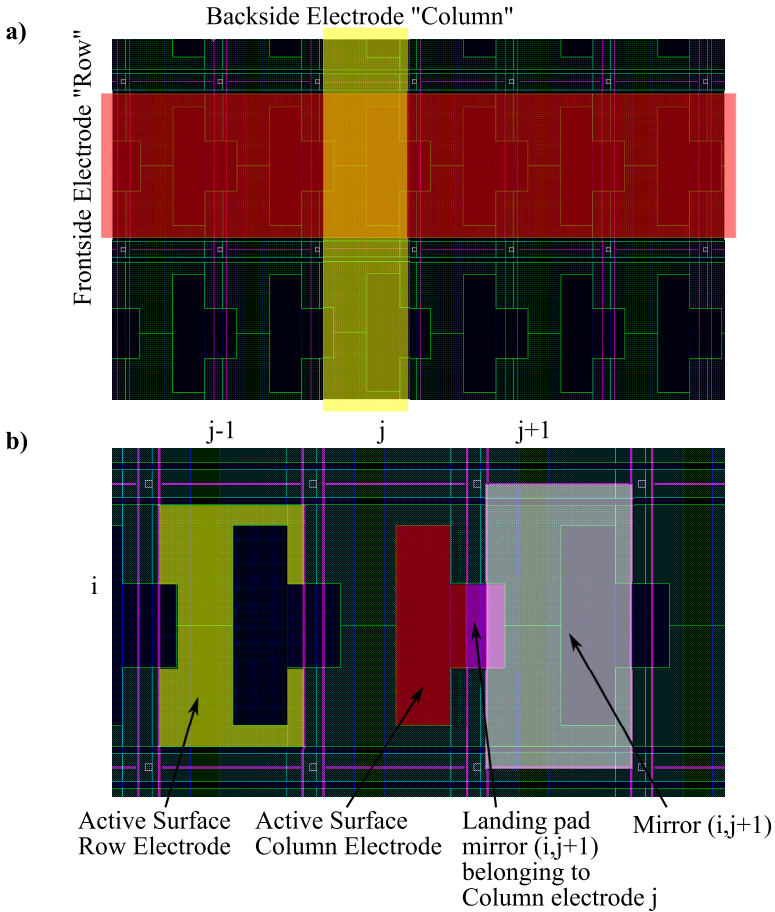 Backside Electrode "Column"
a)
Frontside Electrode "Row"
j-1
j
j+1
b)
i
Active Surface
Row Electrode
Active Surface
Column Electrode
Landing pad
mirror (i,j+1)
belonging to
Column electrode j
Mirror (i,j+1)